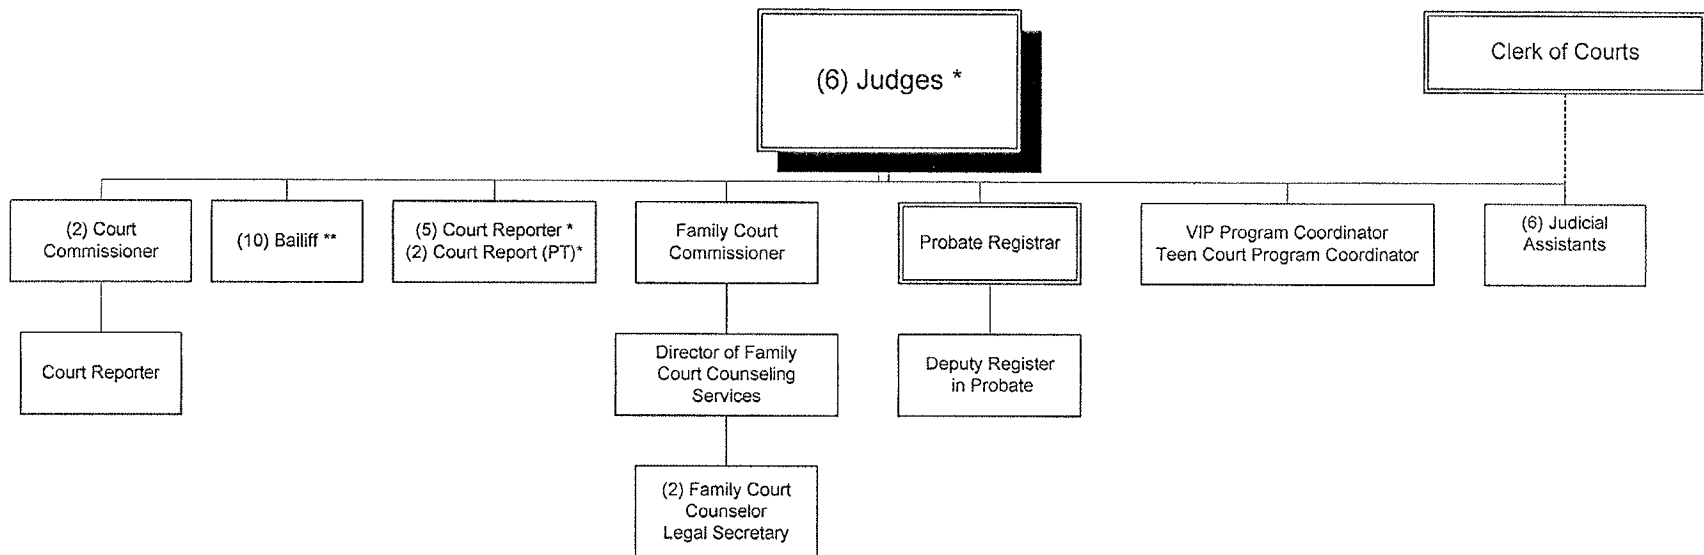 (6) Judges *
Clerk of Courts
(2) Court
Commissioner
(10) Bailiff **
(5) Court Reporter *
(2) Court Report (PT)*
Family Court
Commissioner
Probate Registrar
VIP Program Coordinator
Teen Court Program Coordinator
(6) Judicial
Assistants
Court Reporter
Director of Family
Court Counseling
Services
Deputy Register
in Probate
(2) Family Court
Counselor
Legal Secretary